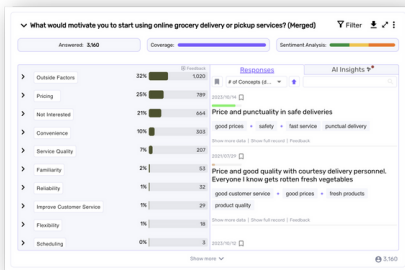 What would motivate you to start using online grocery delivery or pickup services? (Merged)
Filter
Answered: 3,160
Coverage:
Sentiment Analysis:
Feedback
Outside Factors 32% 1,020
Pricing 25% 789
Not Interested 21% 664
Convenience 10% 303
Service Quality 7% 207
Familiarity 2% 53
Reliability 1% 32
Improve Customer Service 1% 29
Flexibility 1% 18
Scheduling 0% 3
Responses
AI Insights
# of Concepts (d...
2022/10/14
Price and punctuality in safe deliveries
good prices + safety + fast service punctual delivery
Show more data | Show full record | Feedback
2021/07/29
Price and good quality with courtesy delivery personnel.
Everyone I know gets rotten fresh vegetables
good customer service + good prices + fresh products
product quality
Show more data | Show full record | Feedback
2023/10/12
Show more
3,160